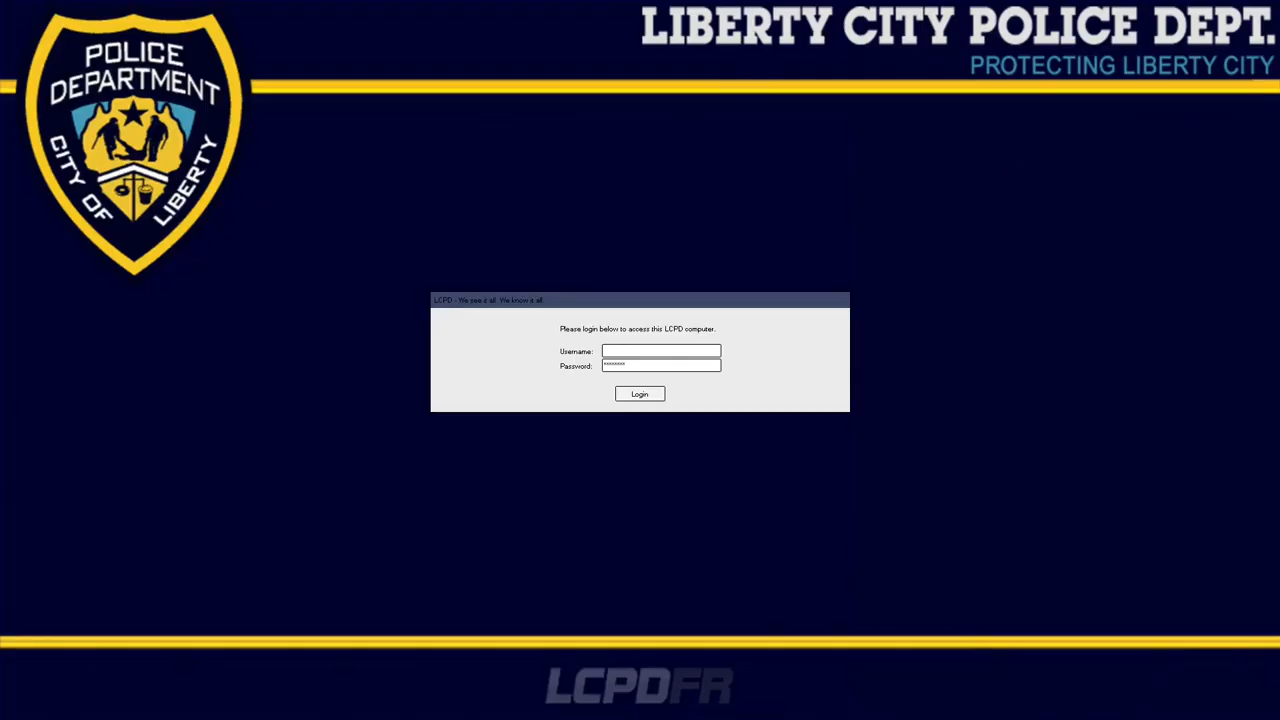 LIBERTY CITY POLICE DEPT.
PROTECTING LIBERTY CITY
POLICE
DEPARTMENT
CITY OF LIBERTY
LCPD - We see it all. We know it all.
Please login below to access this LCPD computer.
Username:
Password: ********
Login
LCPDFR